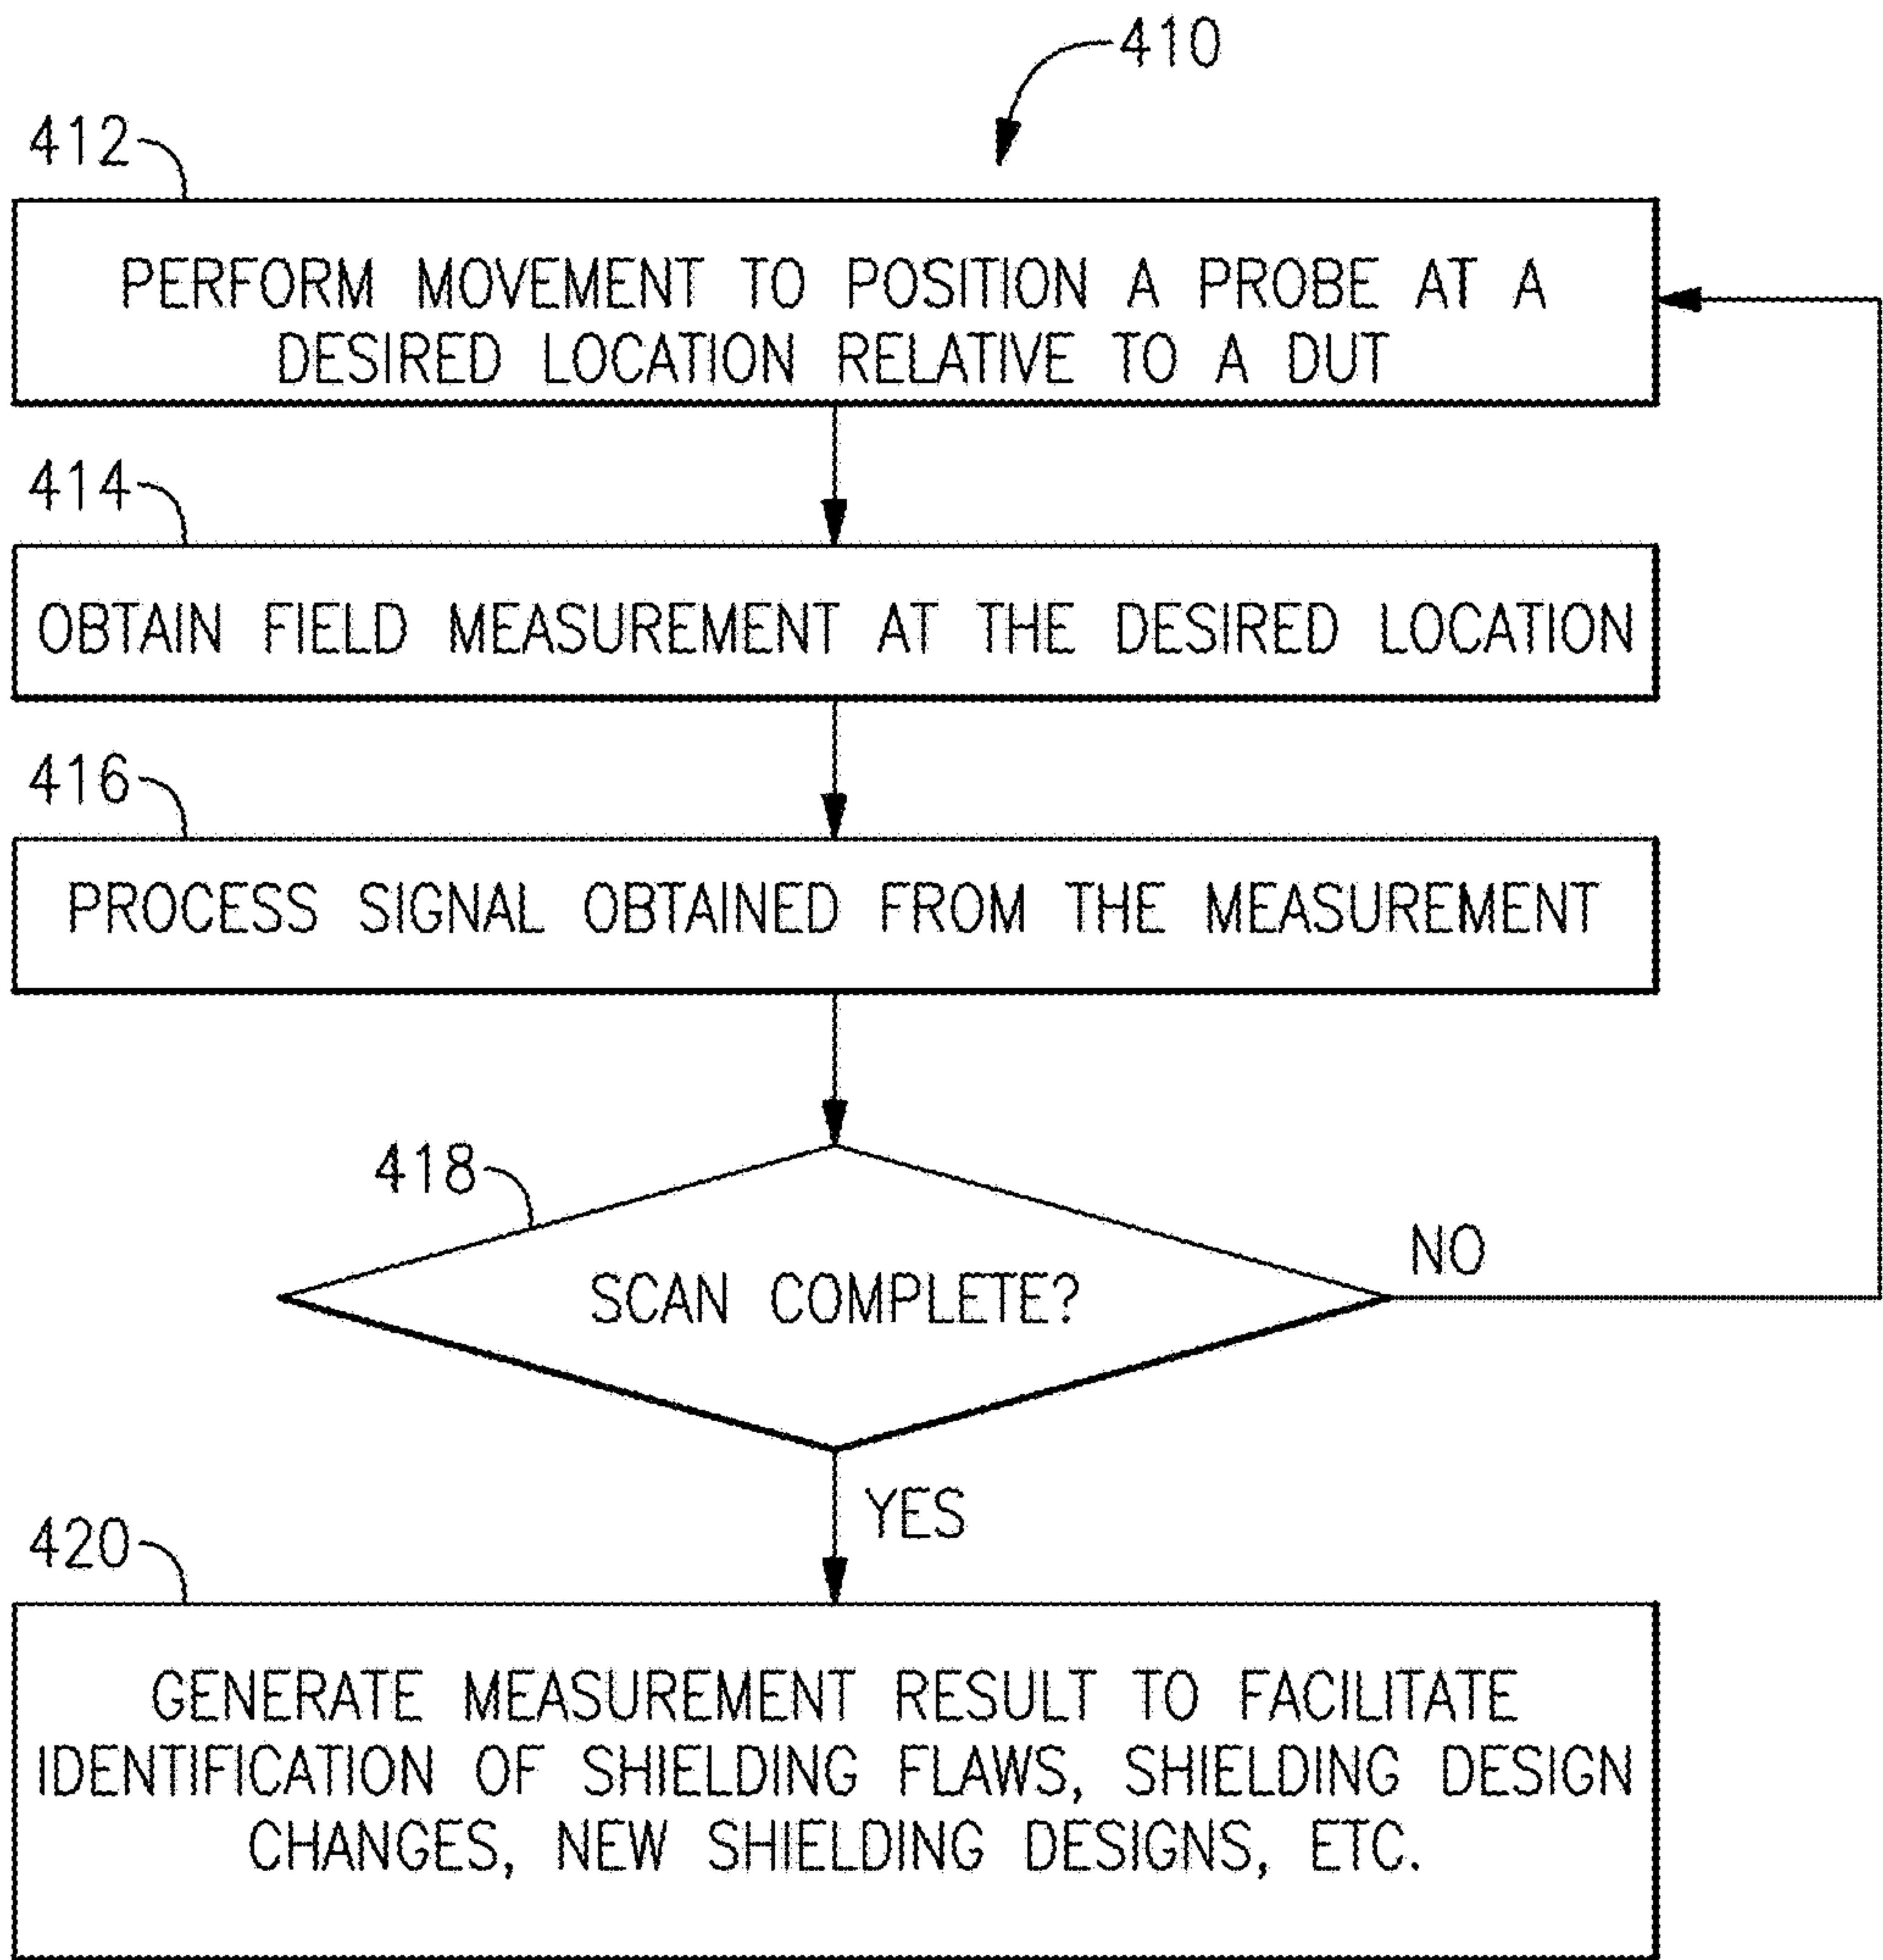 410
412
PERFORM MOVEMENT TO POSITION A PROBE AT A
DESIRED LOCATION RELATIVE TO A DUT
414
OBTAIN FIELD MEASUREMENT AT THE DESIRED LOCATION
416
PROCESS SIGNAL OBTAINED FROM THE MEASUREMENT
418
SCAN COMPLETE?
NO
YES
420
GENERATE MEASUREMENT RESULT TO FACILITATE
IDENTIFICATION OF SHIELDING FLAWS, SHIELDING DESIGN
CHANGES, NEW SHIELDING DESIGNS, ETC.